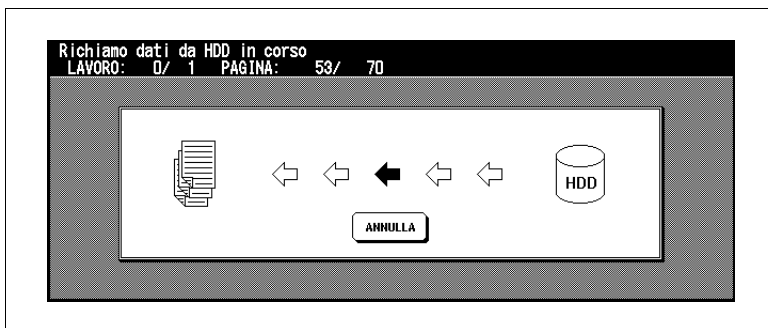 Richiamo dati da HDD in corso
LAVORO: 0/ 1 PAGINA: 53/ 70
HDD
ANNULLA